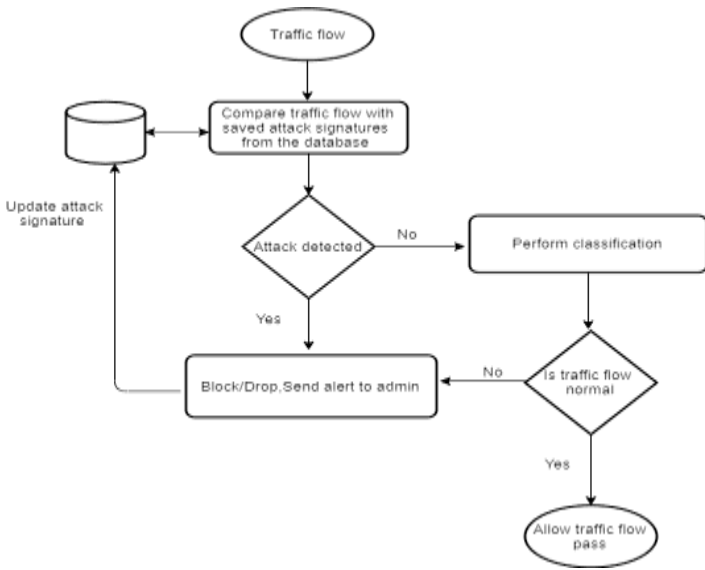 Traffic flow
Compare traffic flow with
saved attack signatures
from the database
Update attack
signature
Attack detected
No
Perform classification
Yes
Block/Drop,Send alert to admin
No
Is traffic flow
normal
Yes
Allow traffic flow
pass